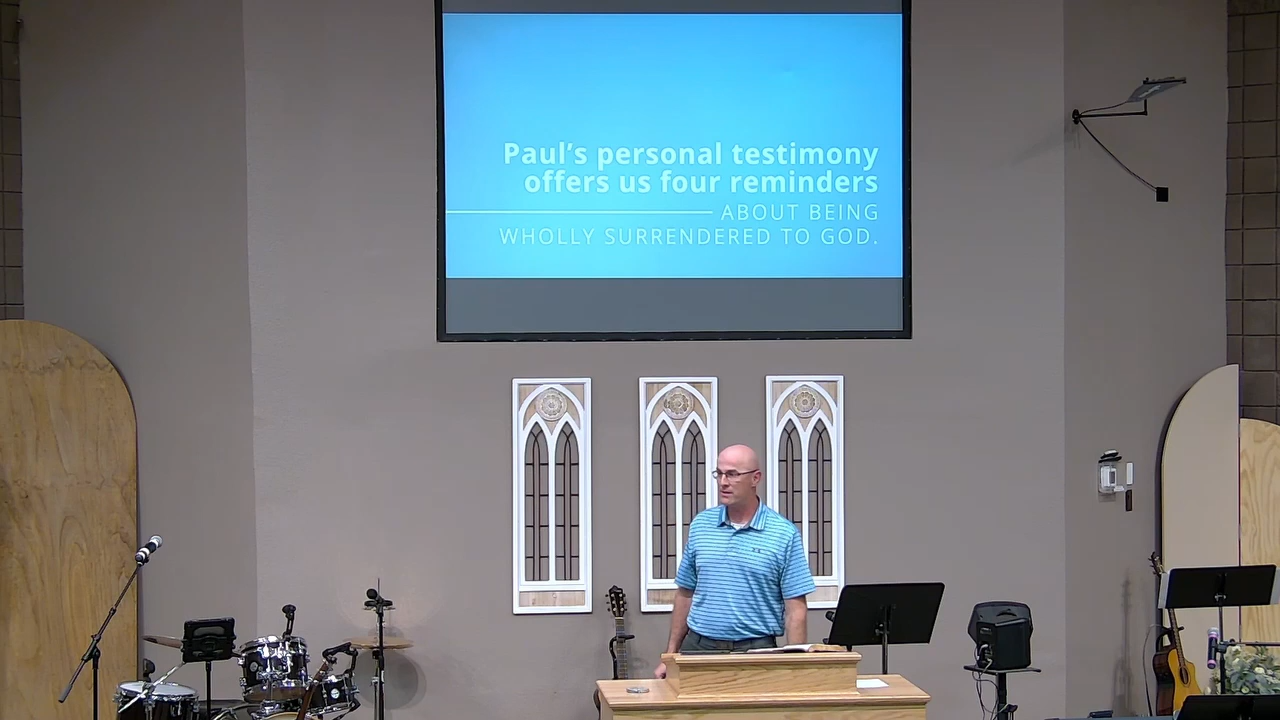 Paul’s personal testimony
offers us four reminders
ABOUT BEING
WHOLLY SURRENDERED TO GOD.